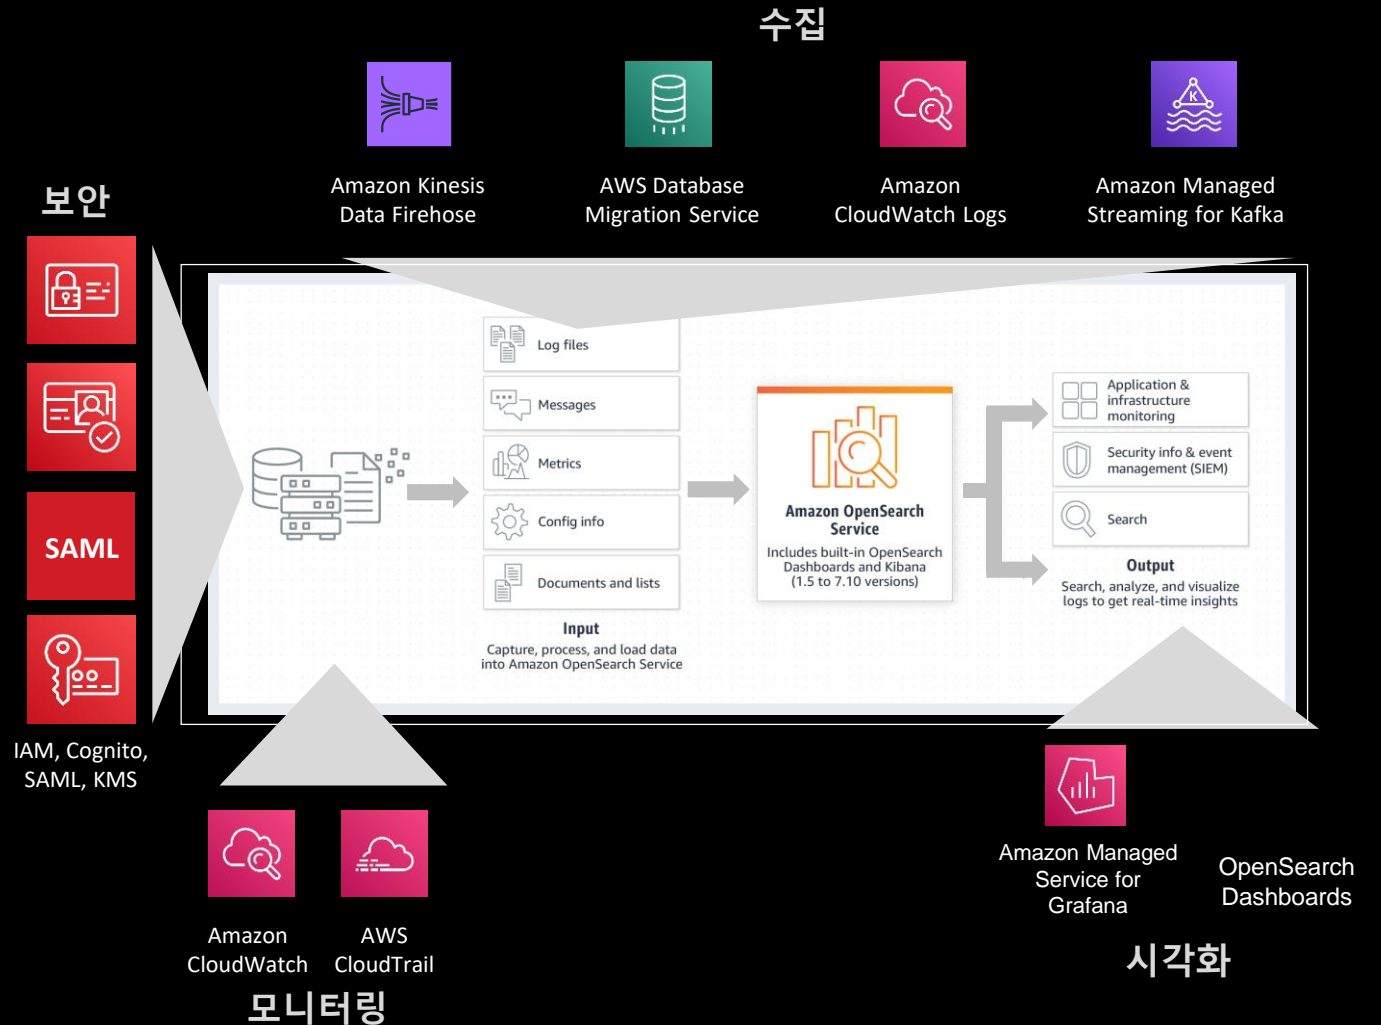 수집
Amazon Kinesis
Data Firehose
AWS Database
Migration Service
Amazon
CloudWatch Logs
K
Amazon Managed
Streaming for Kafka
보안
SAML
IAM, Cognito,
SAML, KMS
Log files
Messages
Metrics
Config info
Documents and lists
Input
Capture, process, and load data
into Amazon OpenSearch Service
Amazon OpenSearch
Service
Includes built-in OpenSearch
Dashboards and Kibana
(1.5 to 7.10 versions)
Application &
infrastructure
monitoring
Security info & event
management (SIEM)
Search
Output
Search, analyze, and visualize
logs to get real-time insights
Amazon
CloudWatch
AWS
CloudTrail
모니터링
Amazon Managed
Service for
Grafana
OpenSearch
Dashboards
시각화